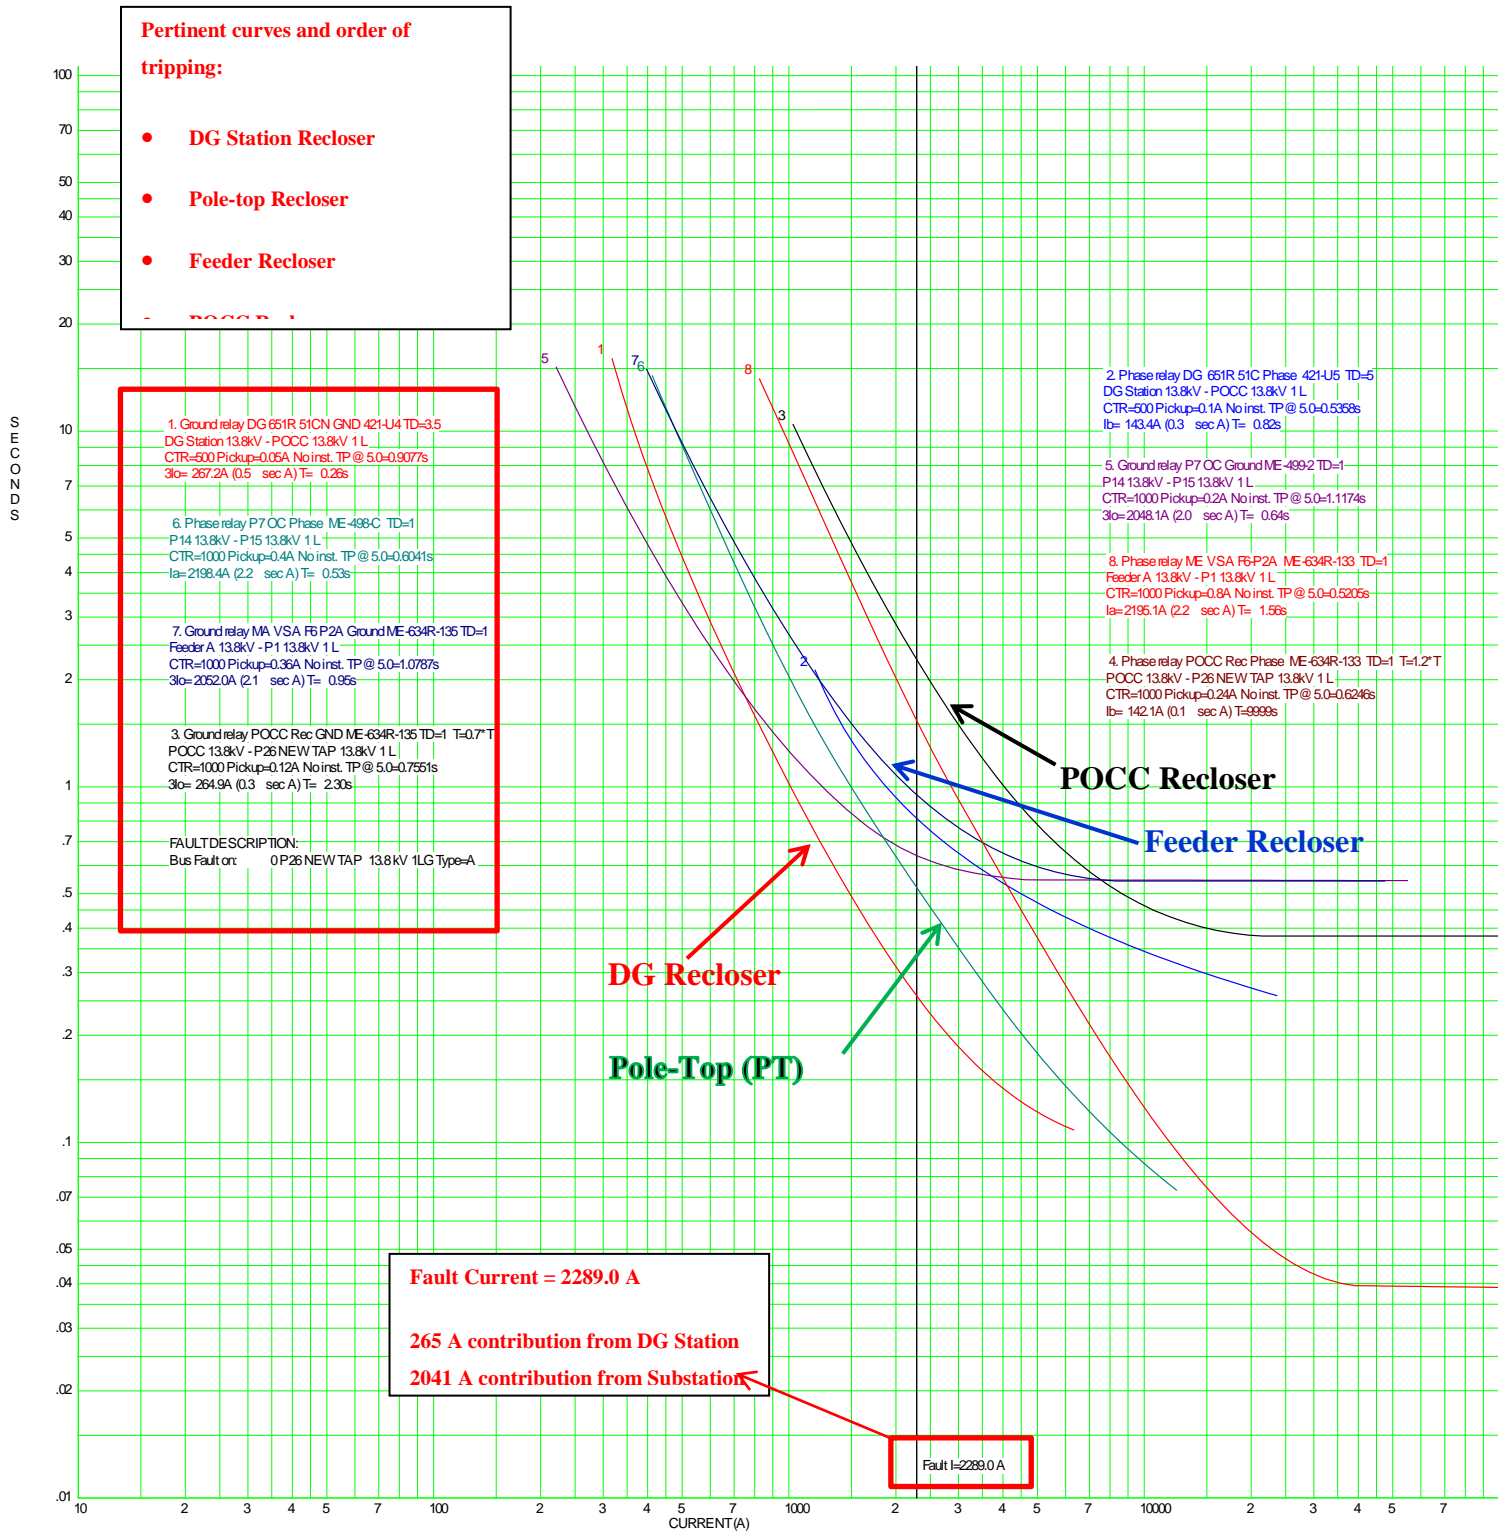 Pertinent curves and order of
tripping:
• DG Station Recloser
• Pole-top Recloser
• Feeder Recloser
100
70
50
40
30
20
10
7
5
4
3
2
1
.7
.5
.4
.3
.2
.1
.07
.05
.04
.03
.02
.01
SECONDS
5
1
7
6
8
3
2
1. Ground relay DG 651R 51CN GND 421-U4 TD=3.5
DG Station 13.8kV - POCC 13.8kV 1 L
CTR=500 Pickup=0.05A No inst. TP @ 5.0=0.9077s
3Io= 267.2A (0.5 sec A) T= 0.26s
6. Phase relay P7 OC Phase ME-498-C TD=1
P14 13.8kV - P15 13.8kV 1 L
CTR=1000 Pickup=0.4A No inst. TP @ 5.0=0.6041s
Ia= 2198.4A (2.2 sec A) T= 0.53s
7. Ground relay MA VSA F6 P2A Ground ME-634R-135 TD=1
Feeder A 13.8kV - P1 13.8kV 1 L
CTR=1000 Pickup=0.36A No inst. TP @ 5.0=1.0787s
3Io= 2052.0A (2.1 sec A) T= 0.95s
3. Ground relay POCC Rec GND ME-634R-135 TD=1 T=0.7*T
POCC 13.8kV - P26 NEW TAP 13.8kV 1 L
CTR=1000 Pickup=0.12A No inst. TP @ 5.0=0.7551s
3Io= 264.9A (0.3 sec A) T= 2.30s
FAULT DESCRIPTION:
Bus Fault on: 0 P26 NEW TAP 13.8 kV 1LG Type=A
2. Phase relay DG 651R 51C Phase 421-U5 TD=5
DG Station 13.8kV - POCC 13.8kV 1 L
CTR=500 Pickup=0.1A No inst. TP @ 5.0=0.5358s
Ib= 143.4A (0.3 sec A) T= 0.82s
5. Ground relay P7 OC Ground ME-499-2 TD=1
P14 13.8kV - P15 13.8kV 1 L
CTR=1000 Pickup=0.2A No inst. TP @ 5.0=1.1174s
3Io= 2048.1A (2.0 sec A) T= 0.64s
8. Phase relay ME VSA F6-P2A ME-634R-133 TD=1
Feeder A 13.8kV - P1 13.8kV 1 L
CTR=1000 Pickup=0.8A No inst. TP @ 5.0=0.5205s
Ia= 2195.1A (2.2 sec A) T= 1.56s
4. Phase relay POCC Rec Phase ME-634R-133 TD=1 T=1.2*T
POCC 13.8kV - P26 NEW TAP 13.8kV 1 L
CTR=1000 Pickup=0.24A No inst. TP @ 5.0=0.6246s
Ib= 142.1A (0.1 sec A) T=9999s
POCC Recloser
Feeder Recloser
DG Recloser
Pole-Top (PT)
Fault Current = 2289.0 A
265 A contribution from DG Station
2041 A contribution from Substation
Fault I=2289.0 A
10 2 3 4 5 7 100 2 3 4 5 7 1000 2 3 4 5 7 10000 2 3 4 5 7
CURRENT (A)